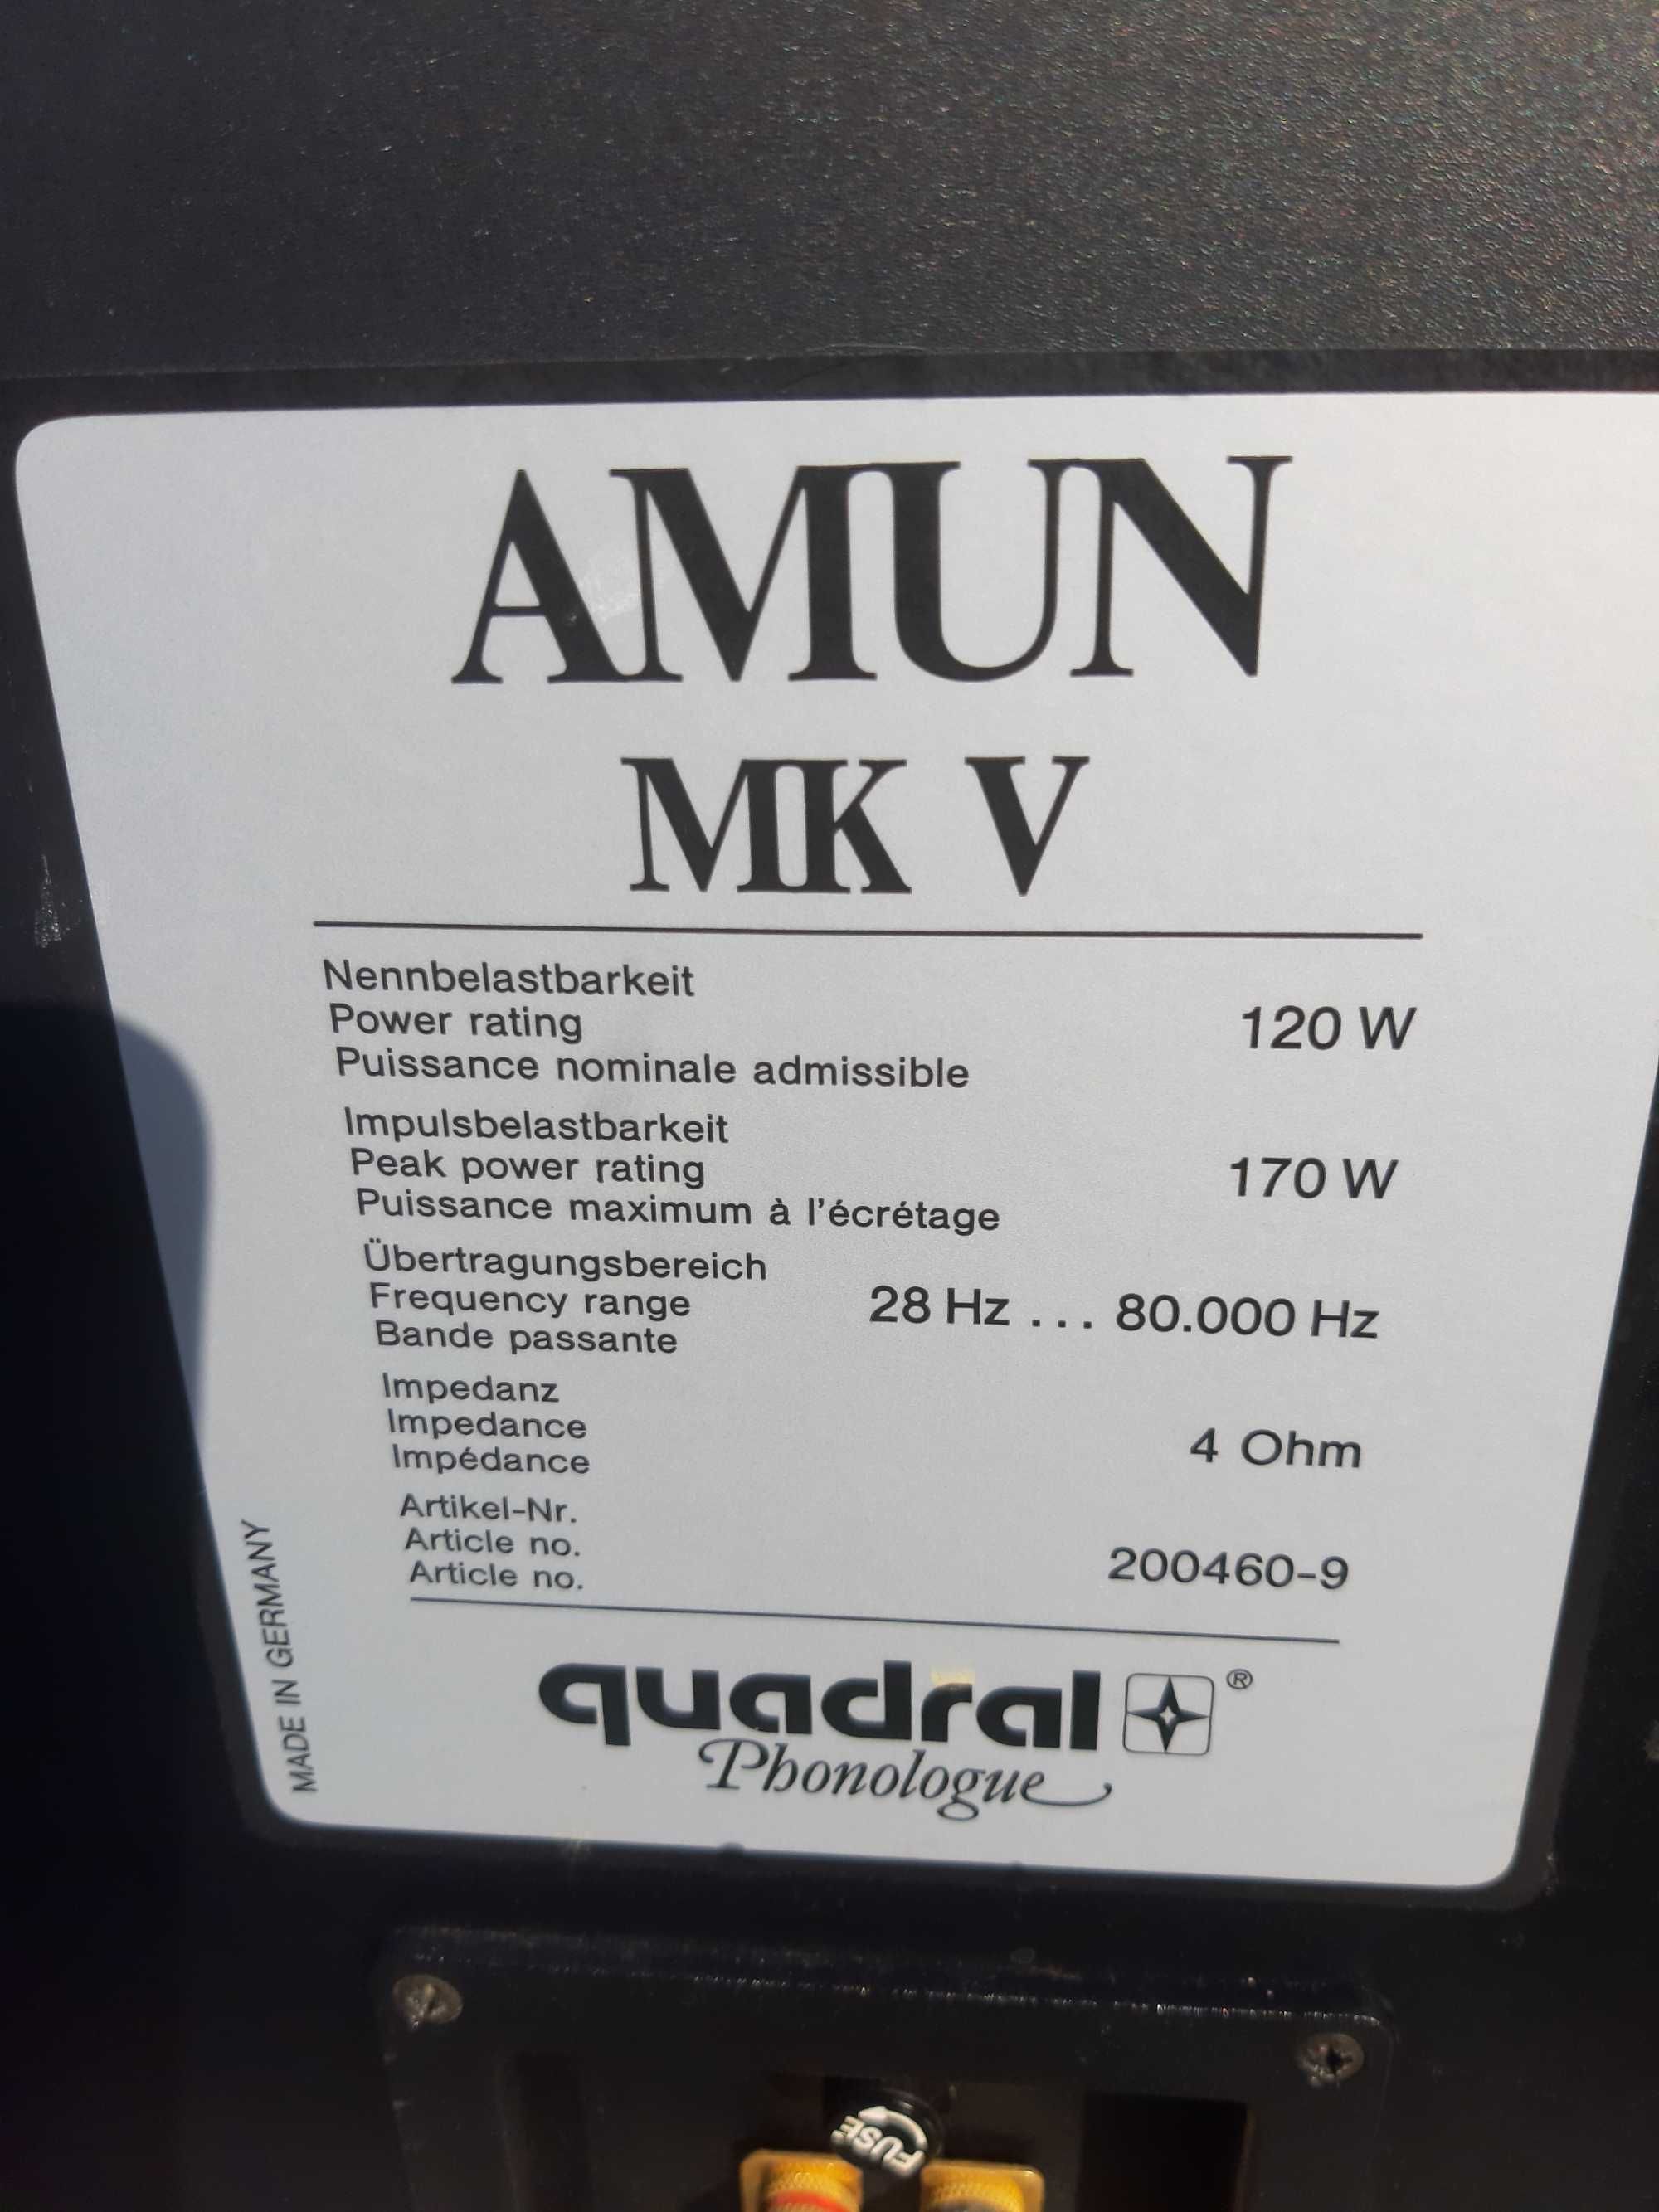 AMUN
MK V
Nennbelastbarkeit
Power rating 120 W
Puissance nominale admissible
Impulsbelastbarkeit
Peak power rating 170 W
Puissance maximum à l'écrétage
Übertragungsbereich
Frequency range 28 Hz ... 80.000 Hz
Bande passante
Impedanz
Impedance 4 Ohm
Impédance
Artikel-Nr.
Article no. 200460-9
Article no.
MADE IN GERMANY
quadral ®
Phonologue
FUSE